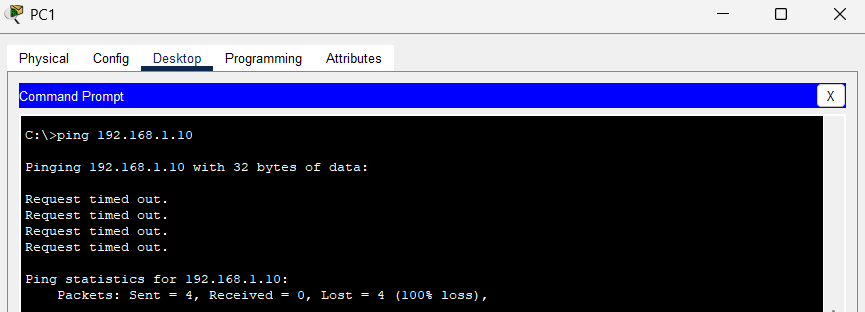 PC1
Physical Config Desktop Programming Attributes
Command Prompt
X
C:\>ping 192.168.1.10
Pinging 192.168.1.10 with 32 bytes of data:
Request timed out.
Request timed out.
Request timed out.
Request timed out.
Ping statistics for 192.168.1.10:
Packets: Sent = 4, Received = 0, Lost = 4 (100% loss),